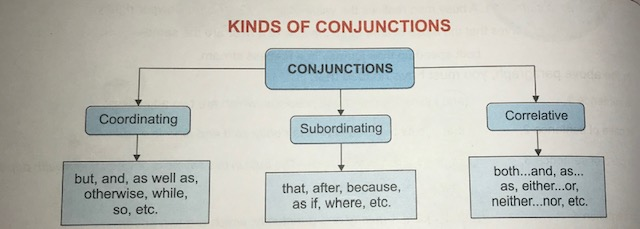 KINDS OF CONJUNCTIONS
CONJUNCTIONS
Coordinating
but, and, as well as,
otherwise, while,
so, etc.
Subordinating
that, after, because,
as if, where, etc.
Correlative
both...and, as...
as, either...or,
neither...nor, etc.